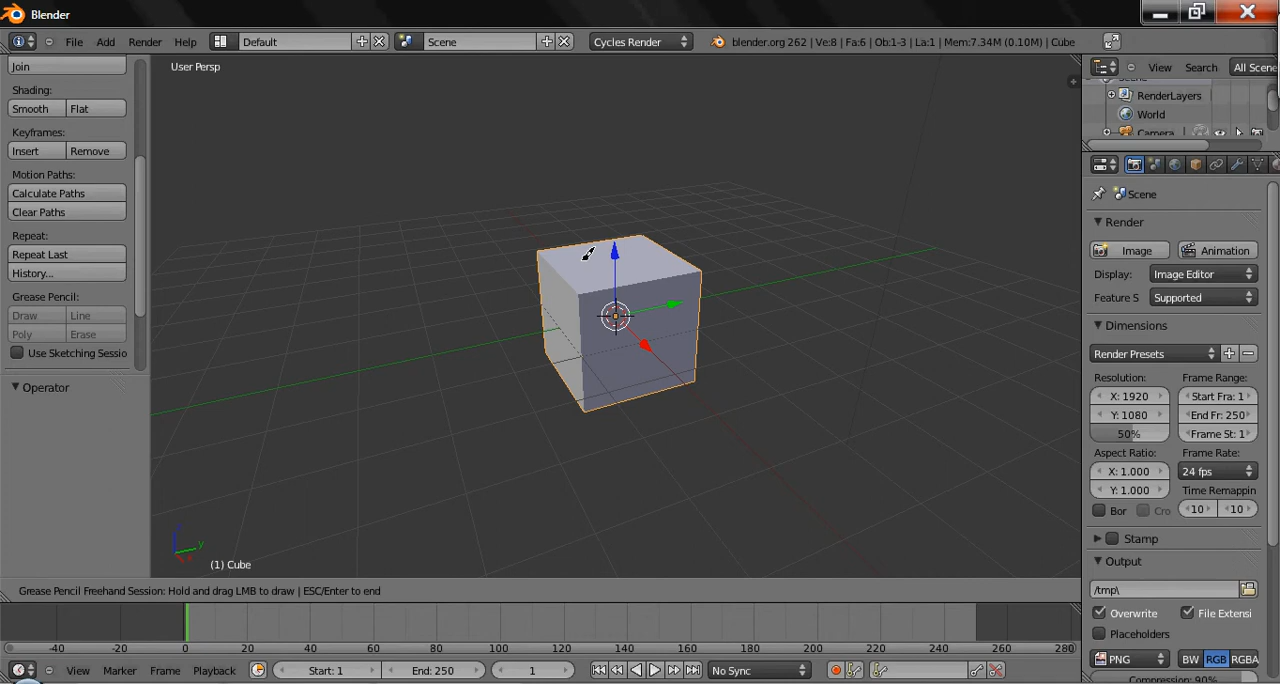 Blender
File Add Render Help Default Scene Cycles Render blender.org 262 | Ve:8 | Fa:6 | Ob:1-3 | La:1 | Mem:7.34M (0.10M) | Cube
View Search All Scene
RenderLayers
World
Camera
Join
Shading:
Smooth Flat
Keyframes:
Insert Remove
Motion Paths:
Calculate Paths
Clear Paths
Repeat:
Repeat Last
History...
Grease Pencil:
Draw Line
Poly Erase
Use Sketching Sessio
Operator
User Persp
z
y
(1) Cube
Scene
Render
Image Animation
Display: Image Editor
Feature S Supported
Dimensions
Render Presets
Resolution: Frame Range:
X: 1920 Start Fra: 1
Y: 1080 End Fr: 250
50% Frame St: 1
Aspect Ratio: Frame Rate:
X: 1.000 24 fps
Y: 1.000 Time Remappin
Bor Cro 10 10
Stamp
Output
/tmp\
Overwrite File Extensi
Placeholders
PNG BW RGB RGBA
Compression: 90%
Grease Pencil Freehand Session: Hold and drag LMB to draw | ESC/Enter to end
-40 -20 0 20 40 60 80 100 120 140 160 180 200 220 240 260 280
View Marker Frame Playback Start: 1 End: 250 1 No Sync